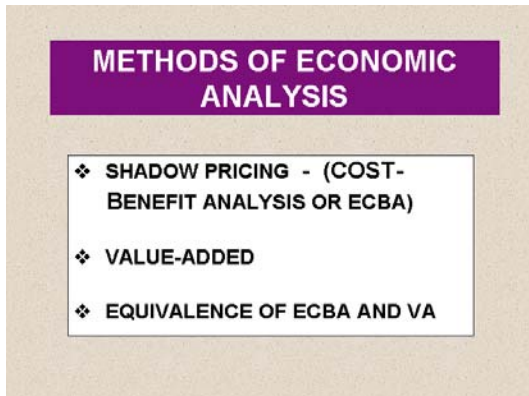 METHODS OF ECONOMIC
ANALYSIS
❖ SHADOW PRICING - (COST-
BENEFIT ANALYSIS OR ECBA)
❖ VALUE-ADDED
❖ EQUIVALENCE OF ECBA AND VA